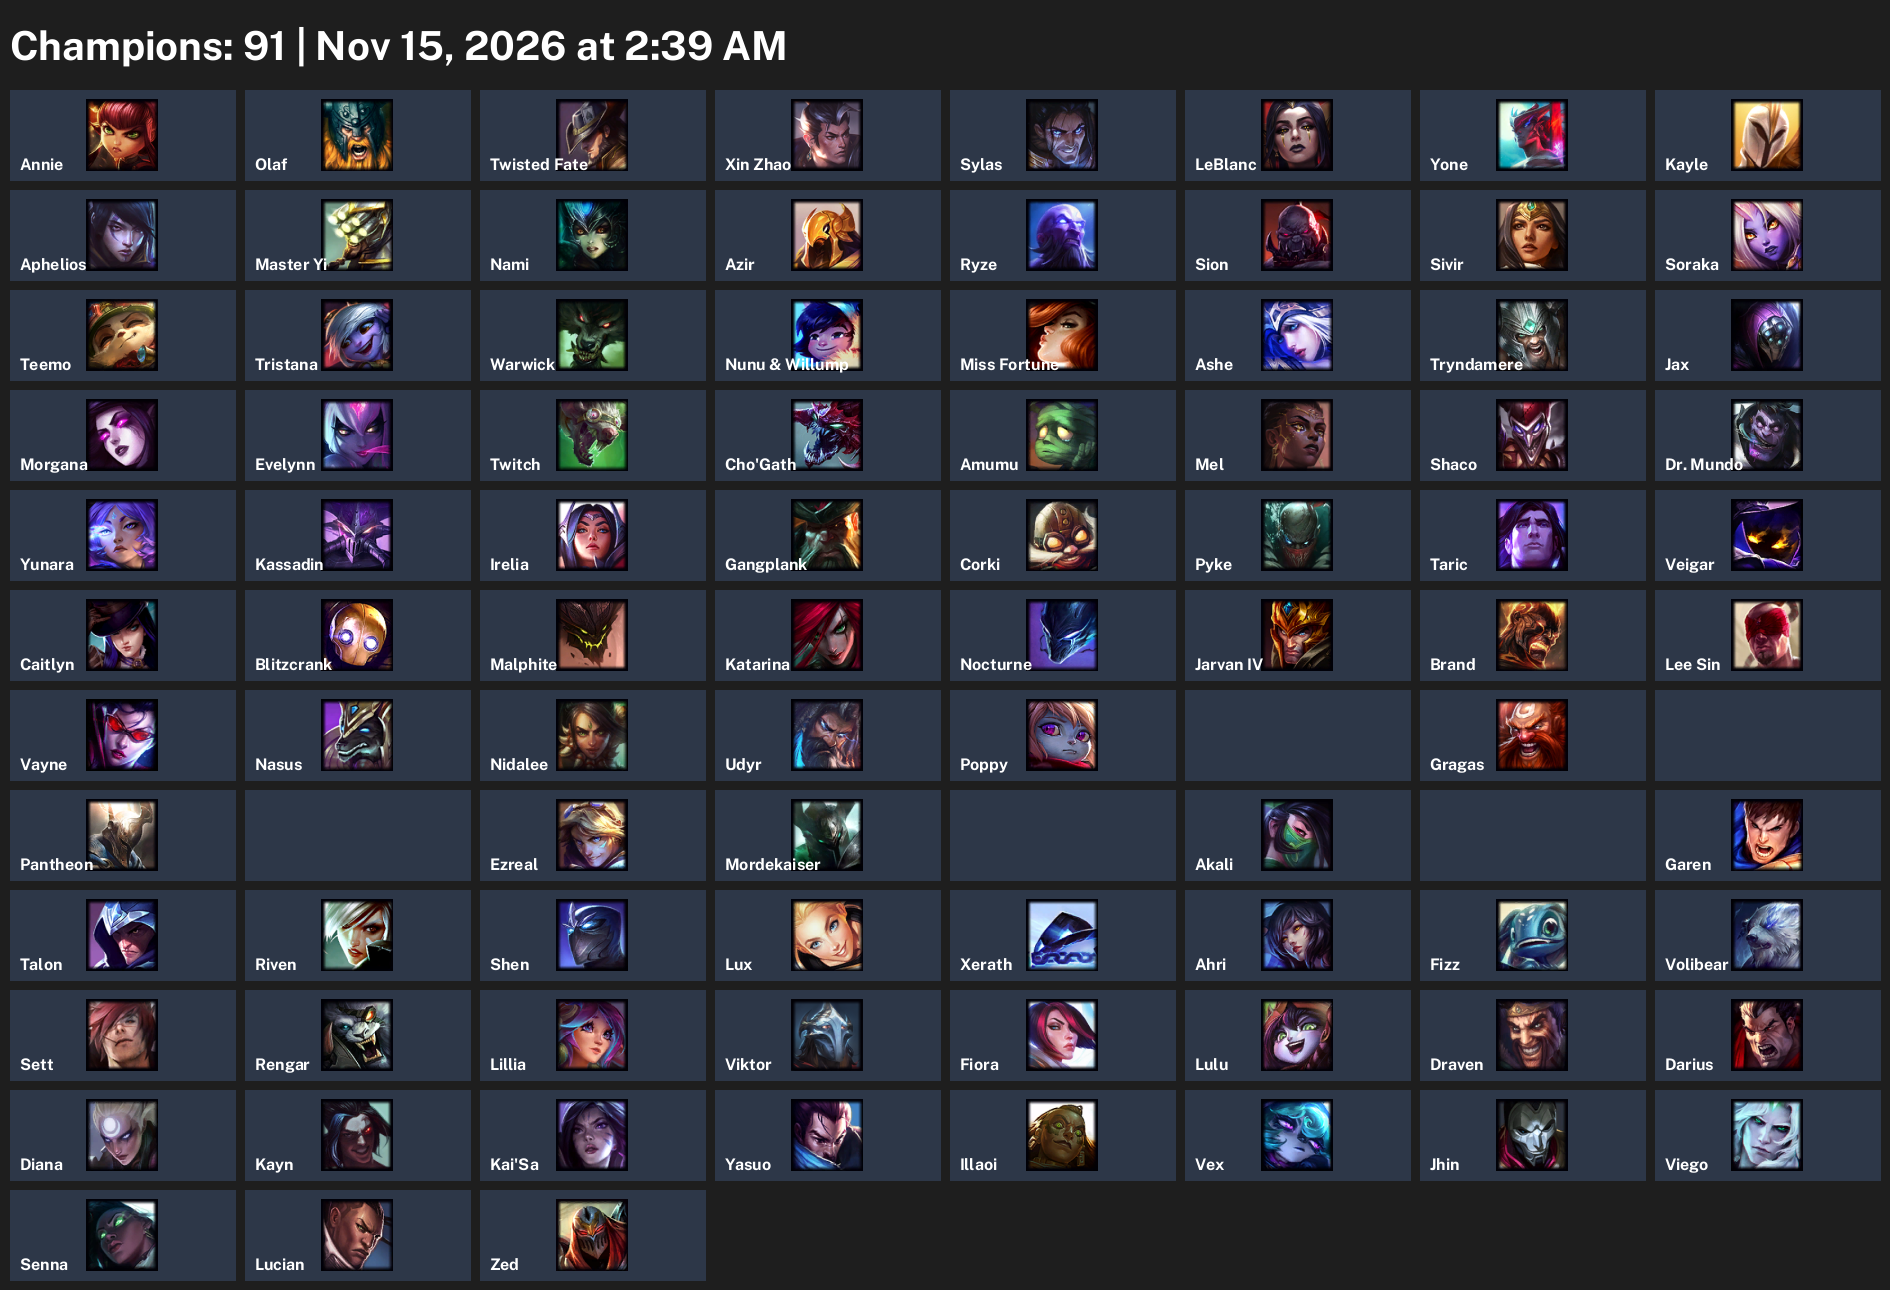 Champions: 91 | Nov 15, 2026 at 2:39 AM
Annie Olaf Twisted Fate Xin Zhao Sylas LeBlanc Yone Kayle
Aphelios Master Yi Nami Azir Ryze Sion Sivir Soraka
Teemo Tristana Warwick Nunu & Willump Miss Fortune Ashe Tryndamere Jax
Morgana Evelynn Twitch Cho'Gath Amumu Mel Shaco Dr. Mundo
Yunara Kassadin Irelia Gangplank Corki Pyke Taric Veigar
Caitlyn Blitzcrank Malphite Katarina Nocturne Jarvan IV Brand Lee Sin
Vayne Nasus Nidalee Udyr Poppy Gragas
Pantheon Ezreal Mordekaiser Akali Garen
Talon Riven Shen Lux Xerath Ahri Fizz Volibear
Sett Rengar Lillia Viktor Fiora Lulu Draven Darius
Diana Kayn Kai'Sa Yasuo Illaoi Vex Jhin Viego
Senna Lucian Zed